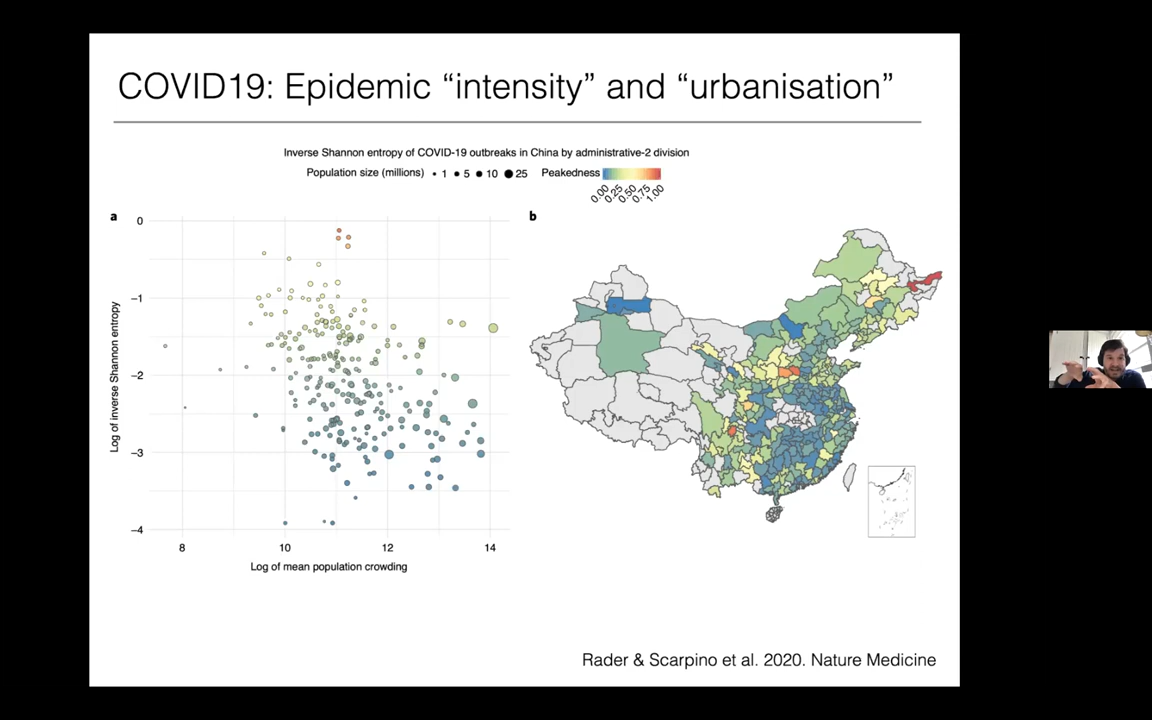 COVID19: Epidemic “intensity” and “urbanisation”
Inverse Shannon entropy of COVID-19 outbreaks in China by administrative-2 division
Population size (millions) 1 5 10 25 Peakedness
0.00 0.25 0.50 0.75 1.00
a
b
0
−1
−2
−3
−4
Log of inverse Shannon entropy
8 10 12 14
Log of mean population crowding
Rader & Scarpino et al. 2020. Nature Medicine